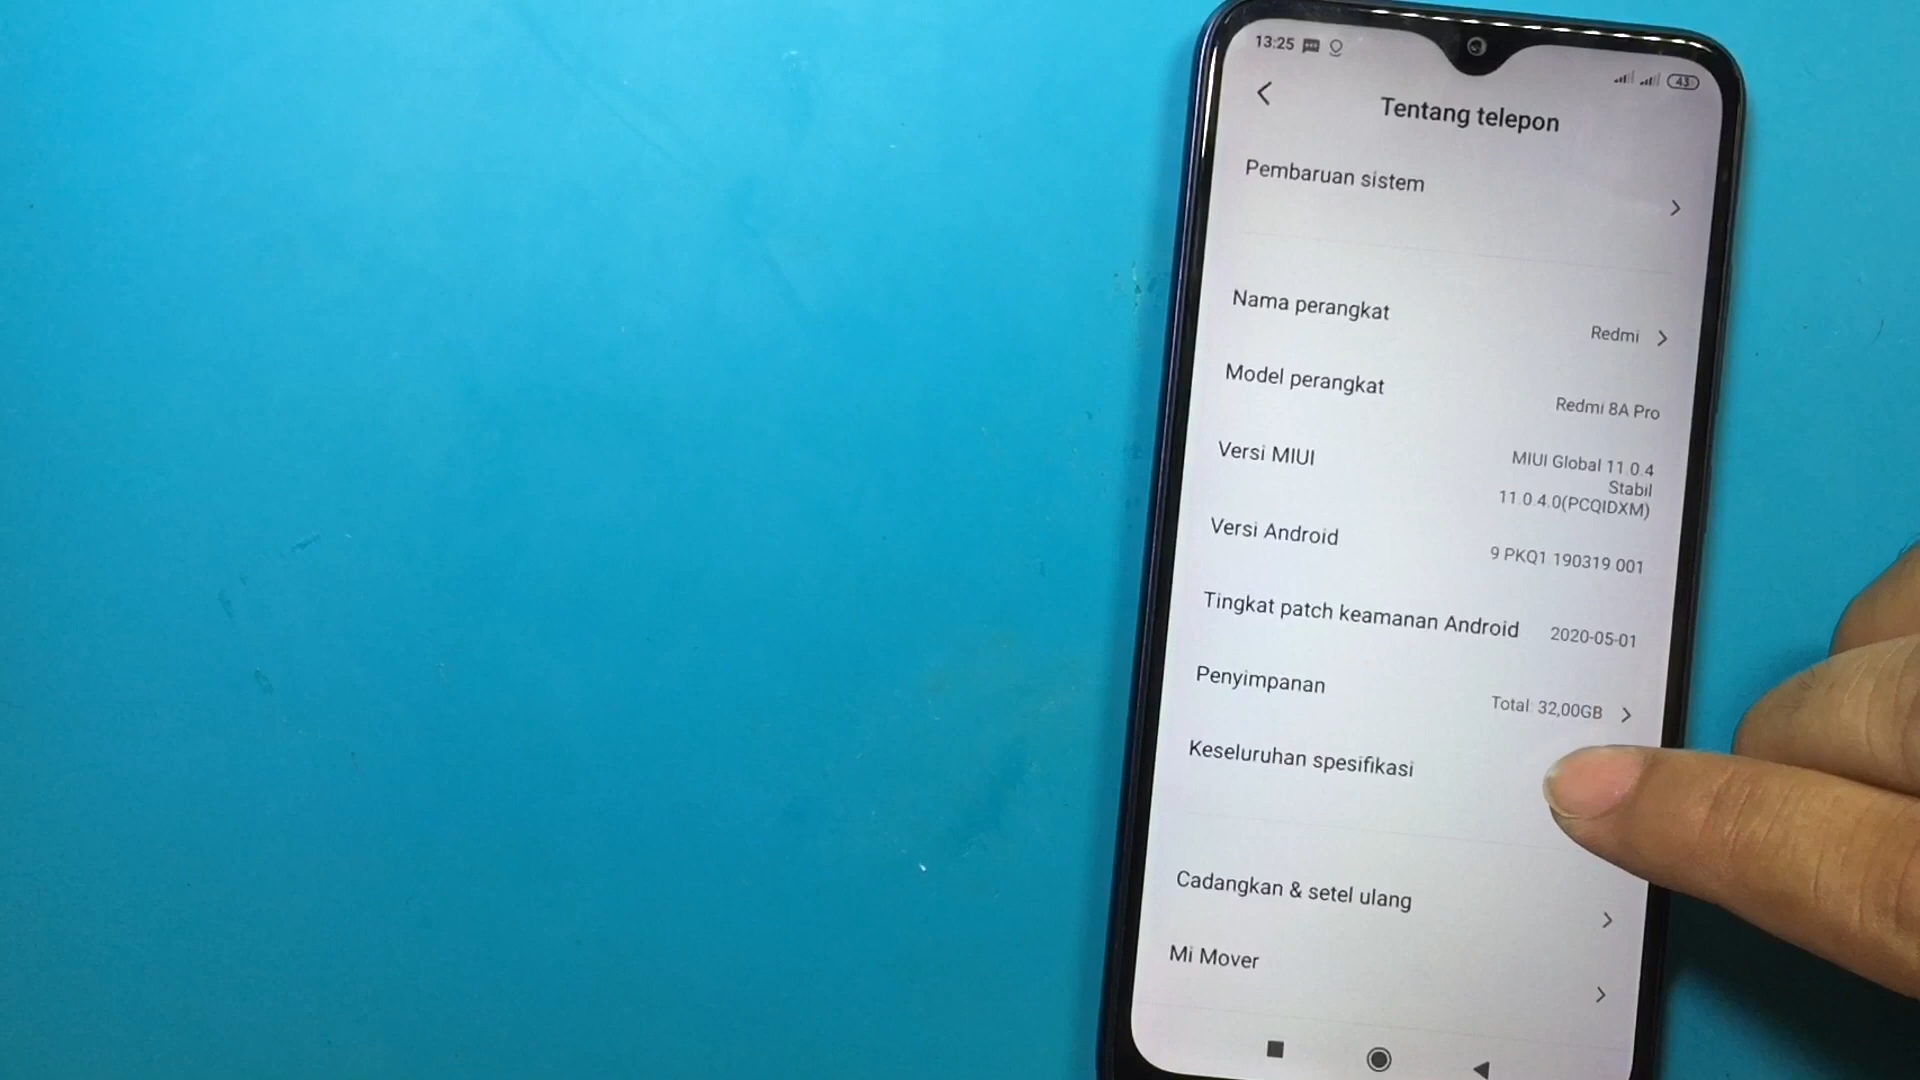 13:25
43
Tentang telepon
Pembaruan sistem
Nama perangkat
Redmi
Model perangkat
Redmi 8A Pro
Versi MIUI
MIUI Global 11.0.4
Stabil
11.0.4.0(PCQIDXM)
Versi Android
9 PKQ1.190319.001
Tingkat patch keamanan Android
2020-05-01
Penyimpanan
Total: 32,00GB
Keseluruhan spesifikasi
Cadangkan & setel ulang
Mi Mover